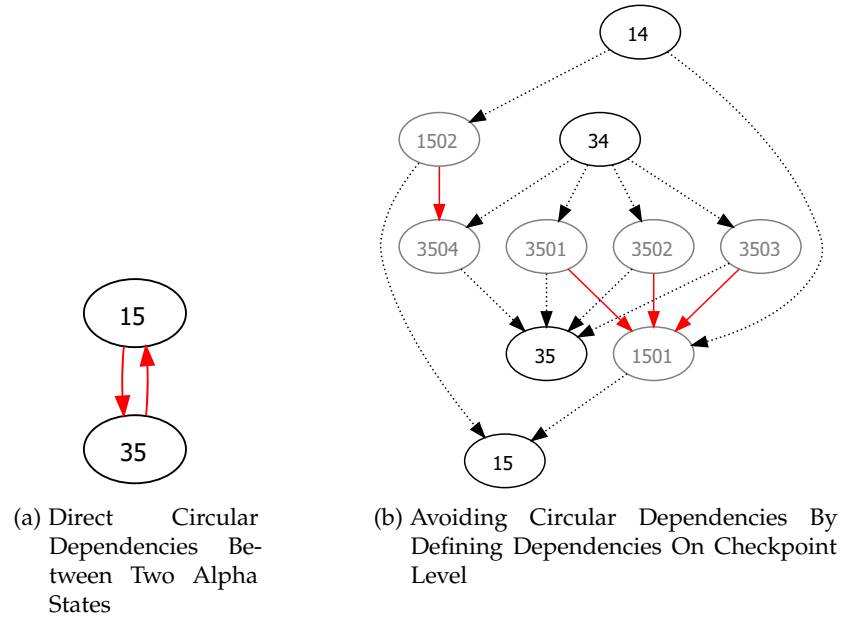 14
1502
34
3504
3501
3502
3503
15
35
1501
35
15
(a) Direct Circular
Dependencies Be-
tween Two Alpha
States
(b) Avoiding Circular Dependencies By
Defining Dependencies On Checkpoint
Level